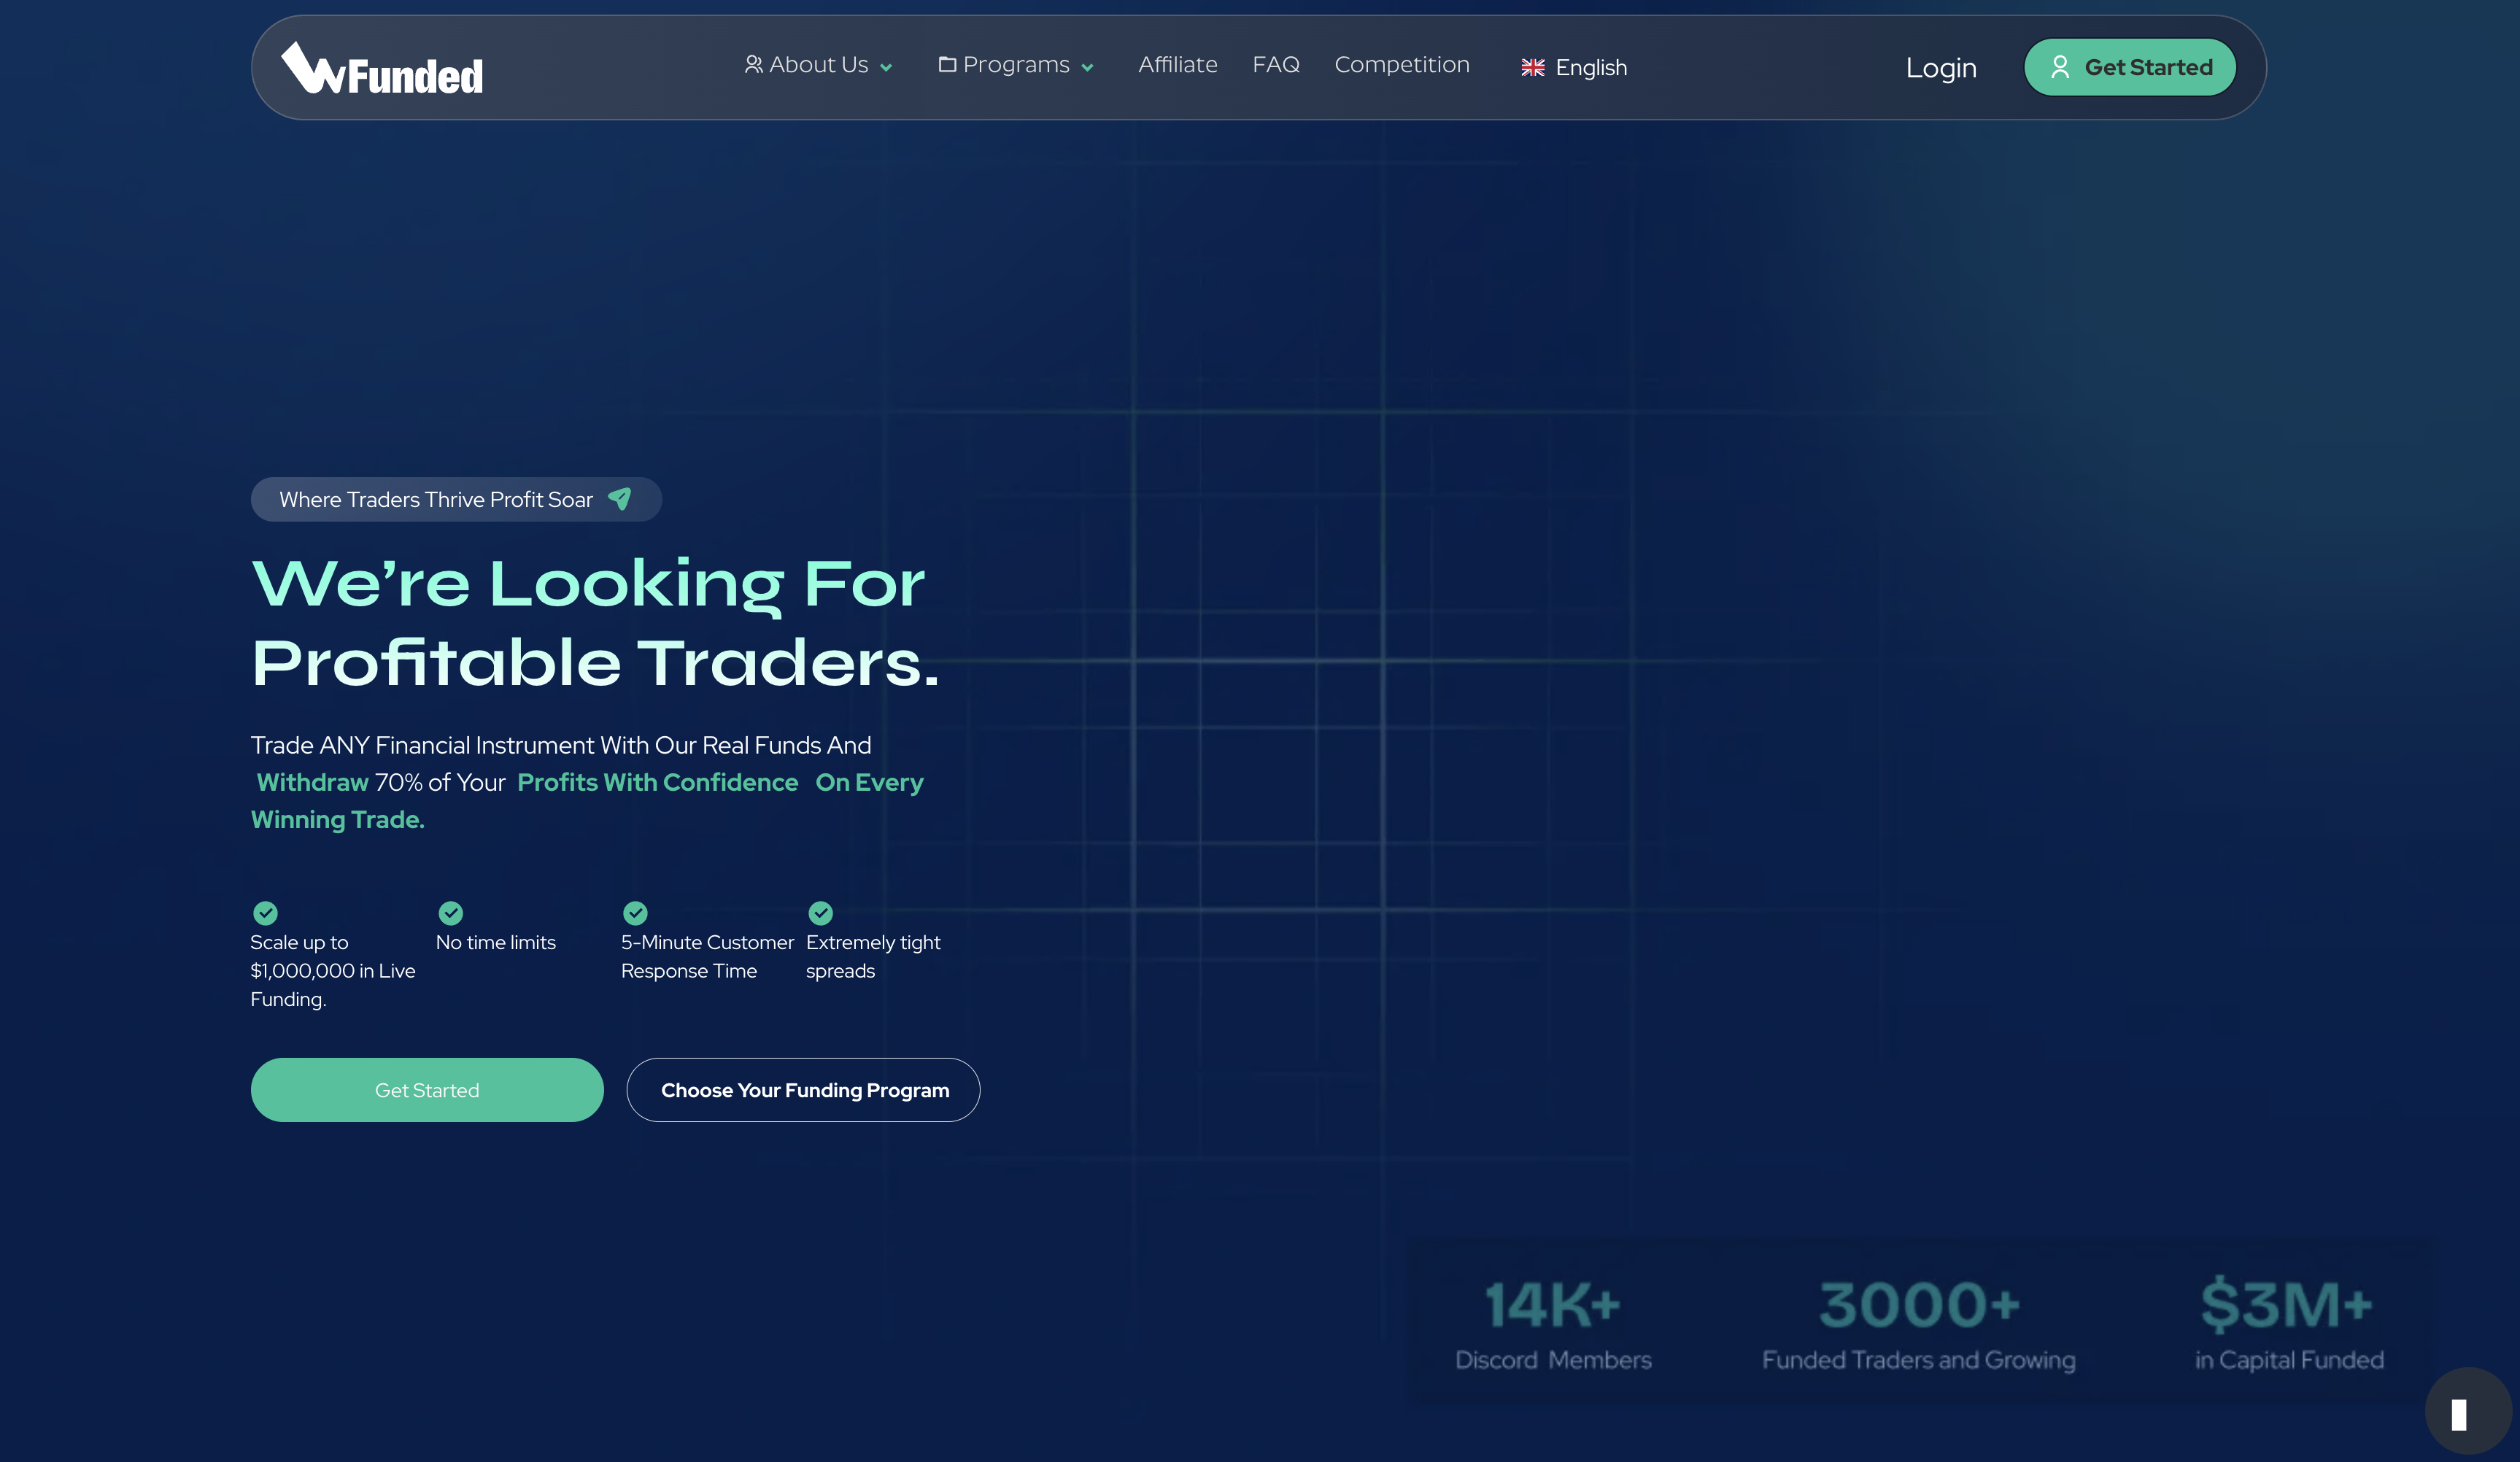 WFunded
About Us
Programs
Affiliate
FAQ
Competition
English
Login
Get Started
Where Traders Thrive Profit Soar
We’re Looking For
Profitable Traders.
Trade ANY Financial Instrument With Our Real Funds And
Withdraw 70% of Your Profits With Confidence On Every
Winning Trade.
Scale up to
$1,000,000 in Live
Funding.
No time limits
5-Minute Customer
Response Time
Extremely tight
spreads
Get Started
Choose Your Funding Program
14K+
Discord Members
3000+
Funded Traders and Growing
$3M+
in Capital Funded